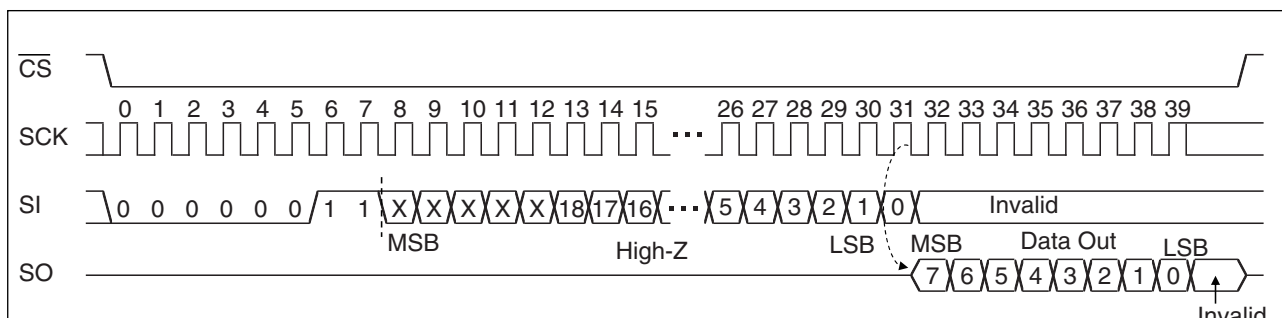 CS
0 1 2 3 4 5 6 7 8 9 10 11 12 13 14 15 26 27 28 29 30 31 32 33 34 35 36 37 38 39
SCK
SI
0 0 0 0 0 0 1 1 X X X X X 18 17 16 5 4 3 2 1 0 Invalid
MSB High-Z LSB MSB Data Out LSB
SO
7 6 5 4 3 2 1 0
Invalid